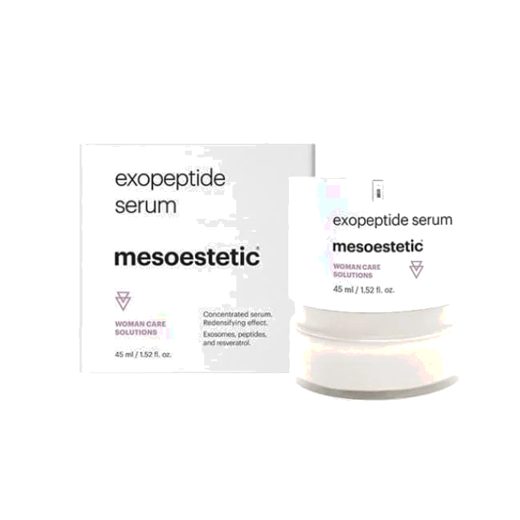 exopeptide
serum
mesoestetic
WOMAN CARE
SOLUTIONS
45 ml / 1.52 fl. oz.
Concentrated serum.
Redensifying effect.
Exosomes, peptides,
and resveratrol.
exopeptide serum
mesoestetic
WOMAN CARE
SOLUTIONS
45 ml / 1.52 fl. oz.